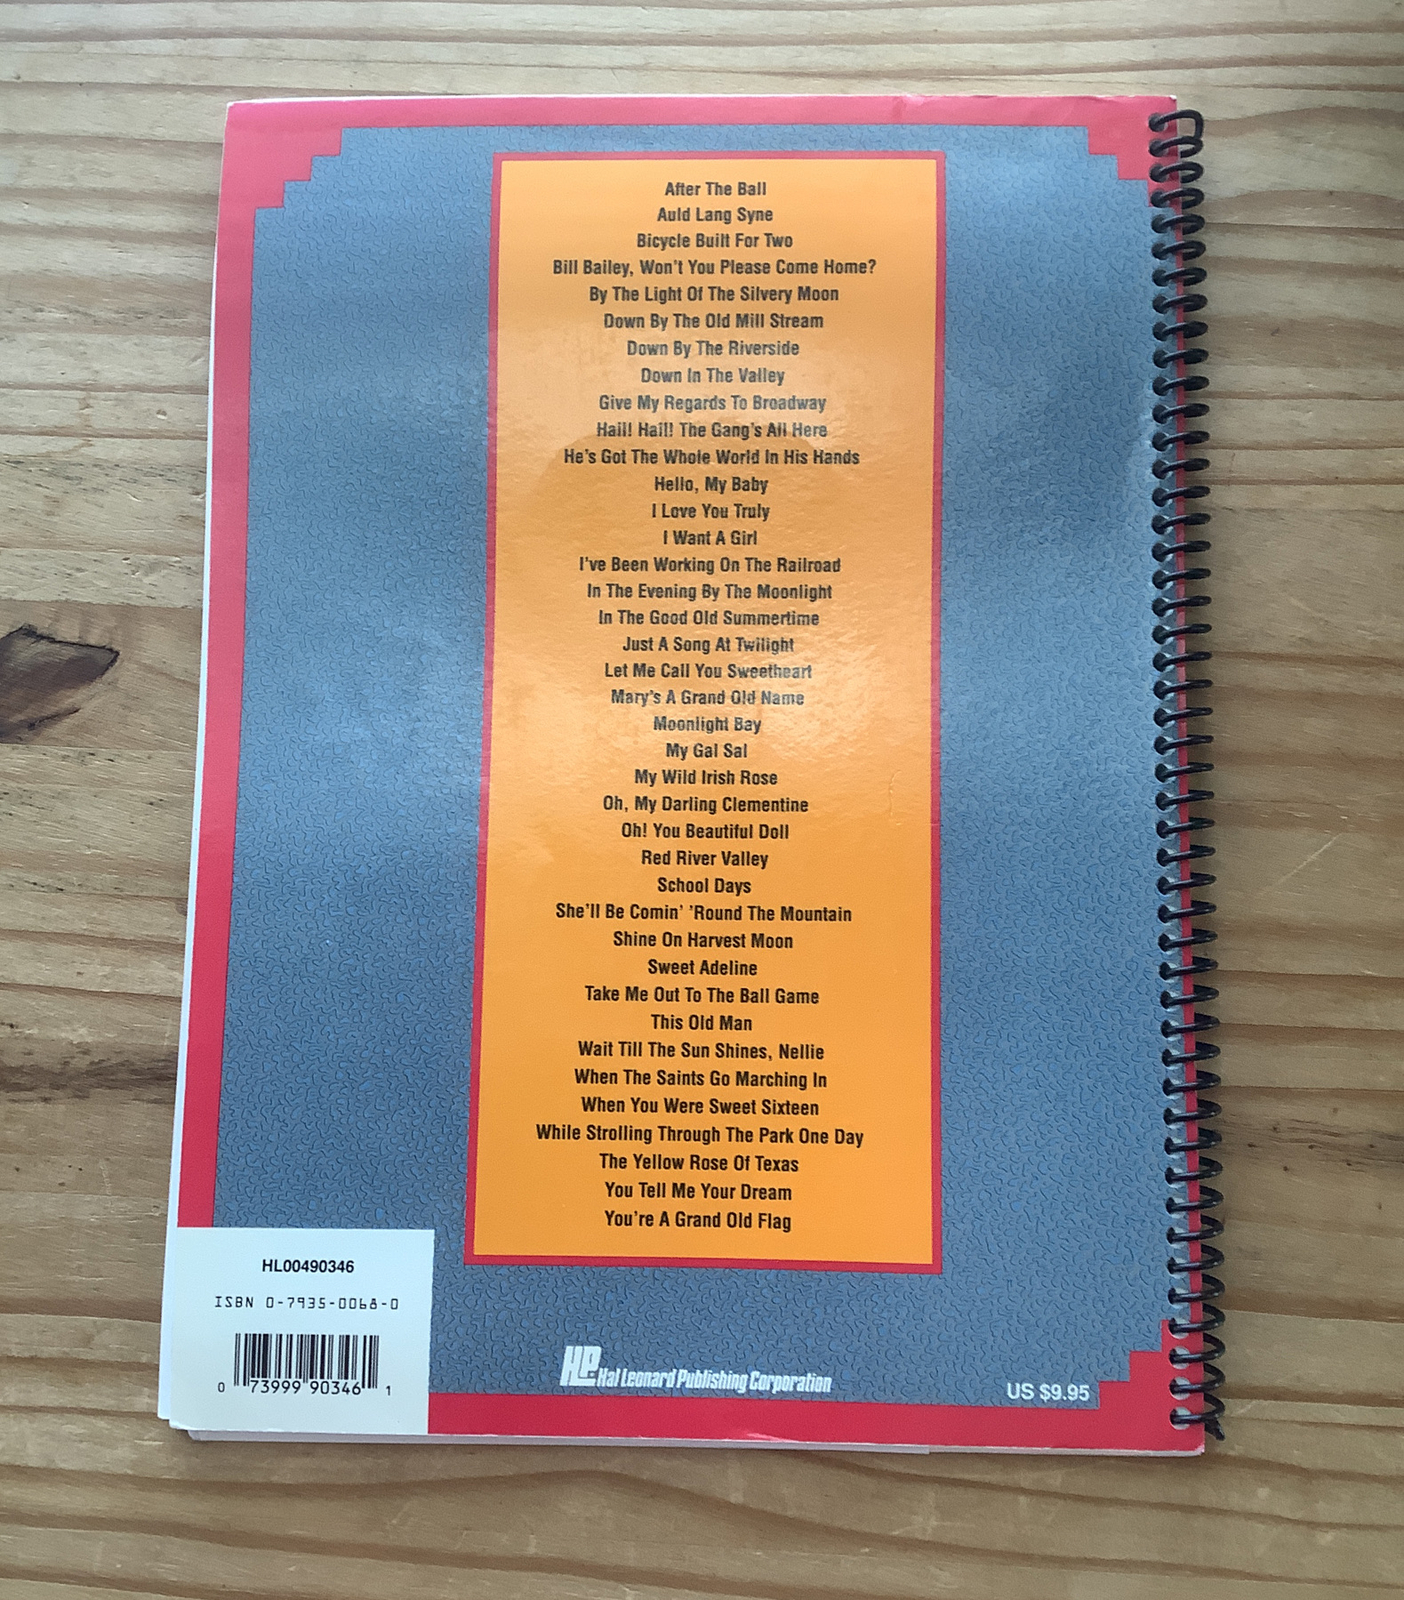 After The Ball
Auld Lang Syne
Bicycle Built For Two
Bill Bailey, Won't You Please Come Home?
By The Light Of The Silvery Moon
Down By The Old Mill Stream
Down By The Riverside
Down In The Valley
Give My Regards To Broadway
Hail! Hail! The Gang's All Here
He's Got The Whole World In His Hands
Hello, My Baby
I Love You Truly
I Want A Girl
I've Been Working On The Railroad
In The Evening By The Moonlight
In The Good Old Summertime
Just A Song At Twilight
Let Me Call You Sweetheart
Mary's A Grand Old Name
Moonlight Bay
My Gal Sal
My Wild Irish Rose
Oh, My Darling Clementine
Oh! You Beautiful Doll
Red River Valley
School Days
She'll Be Comin' 'Round The Mountain
Shine On Harvest Moon
Sweet Adeline
Take Me Out To The Ball Game
This Old Man
Wait Till The Sun Shines, Nellie
When The Saints Go Marching In
When You Were Sweet Sixteen
While Strolling Through The Park One Day
The Yellow Rose Of Texas
You Tell Me Your Dream
You're A Grand Old Flag
HL00490346
ISBN 0-7935-0068-0
0 73999 90346 1
HLP Hal Leonard Publishing Corporation
US $9.95